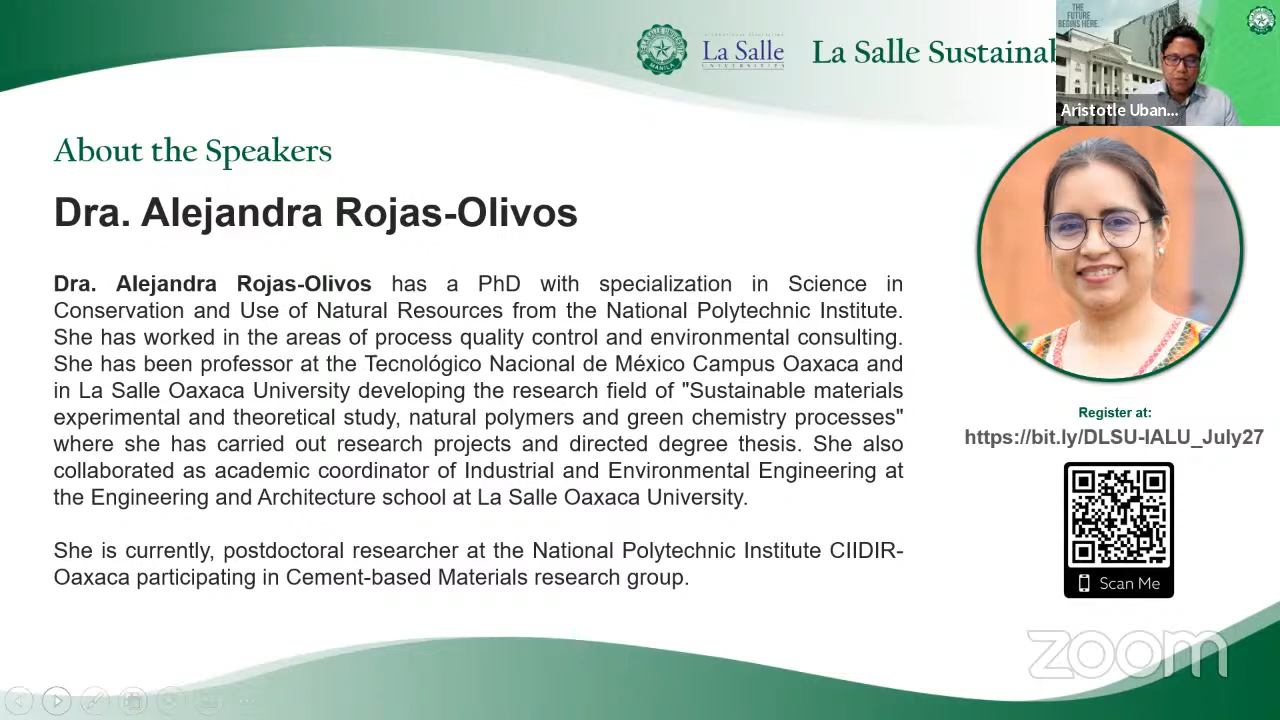 THE
FUTURE
BEGINS HERE.
La Salle
UNIVERSITIES
La Salle Sustainab
Aristotle Uban...
About the Speakers
Dra. Alejandra Rojas-Olivos
Dra. Alejandra Rojas-Olivos has a PhD with specialization in Science in
Conservation and Use of Natural Resources from the National Polytechnic Institute.
She has worked in the areas of process quality control and environmental consulting.
She has been professor at the Tecnológico Nacional de México Campus Oaxaca and
in La Salle Oaxaca University developing the research field of "Sustainable materials
experimental and theoretical study, natural polymers and green chemistry processes"
where she has carried out research projects and directed degree thesis. She also
collaborated as academic coordinator of Industrial and Environmental Engineering at
the Engineering and Architecture school at La Salle Oaxaca University.
She is currently, postdoctoral researcher at the National Polytechnic Institute CIIDIR-
Oaxaca participating in Cement-based Materials research group.
Register at:
https://bit.ly/DLSU-IALU_July27
Scan Me
zoom